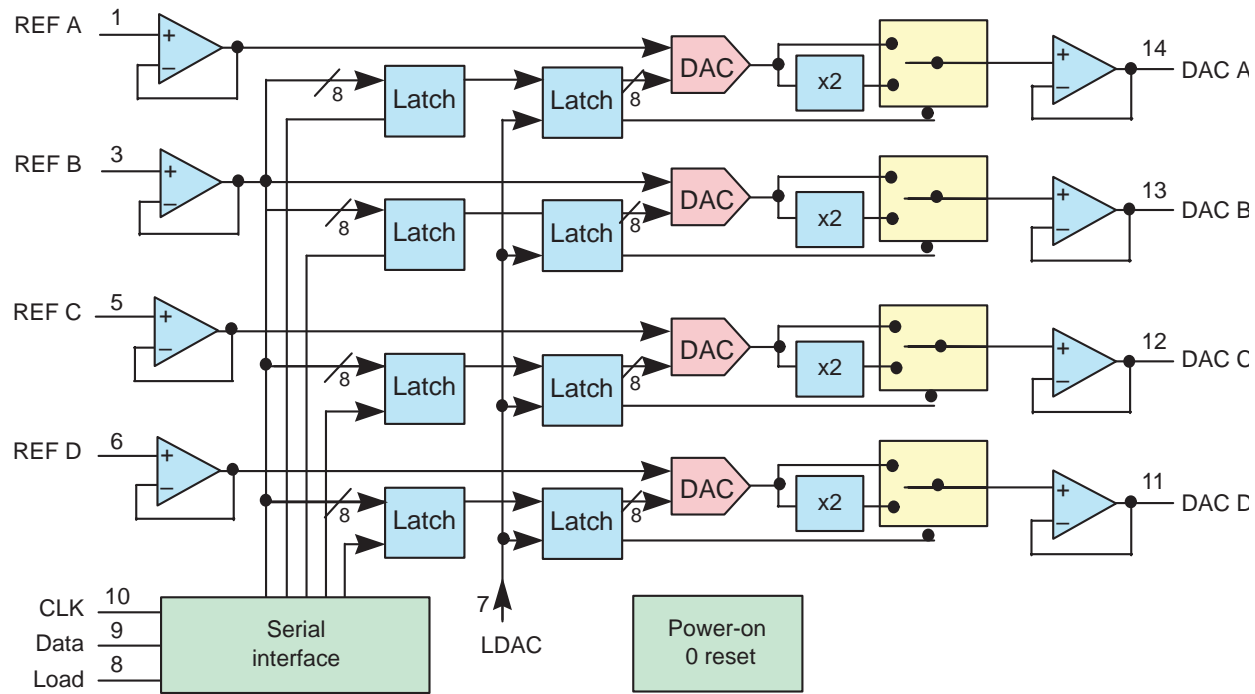 REF A 1
8 Latch Latch 8 DAC x2 14 DAC A
REF B 3
8 Latch Latch 8 DAC x2 13 DAC B
REF C 5
8 Latch Latch 8 DAC x2 12 DAC C
REF D 6
8 Latch Latch 8 DAC x2 11 DAC D
CLK 10
Data 9
Load 8
Serial
interface
7
LDAC
Power-on
0 reset